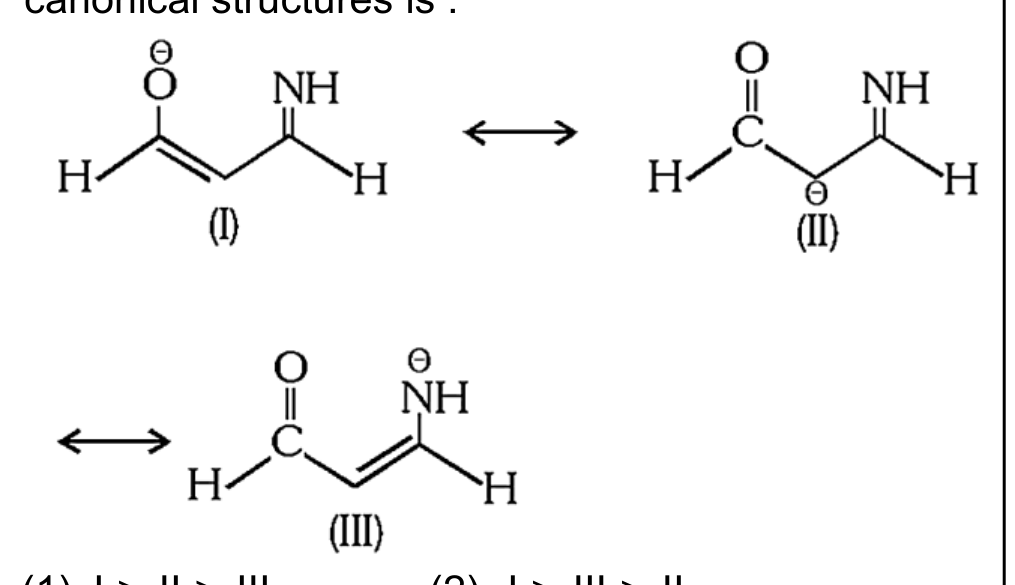 canonical structures is :
⊖
O NH O NH
C
H H H ⊖ H
(I) (II)
O ⊖
NH
C
H H
(III)
(1) I > II > III (2) I > III > II